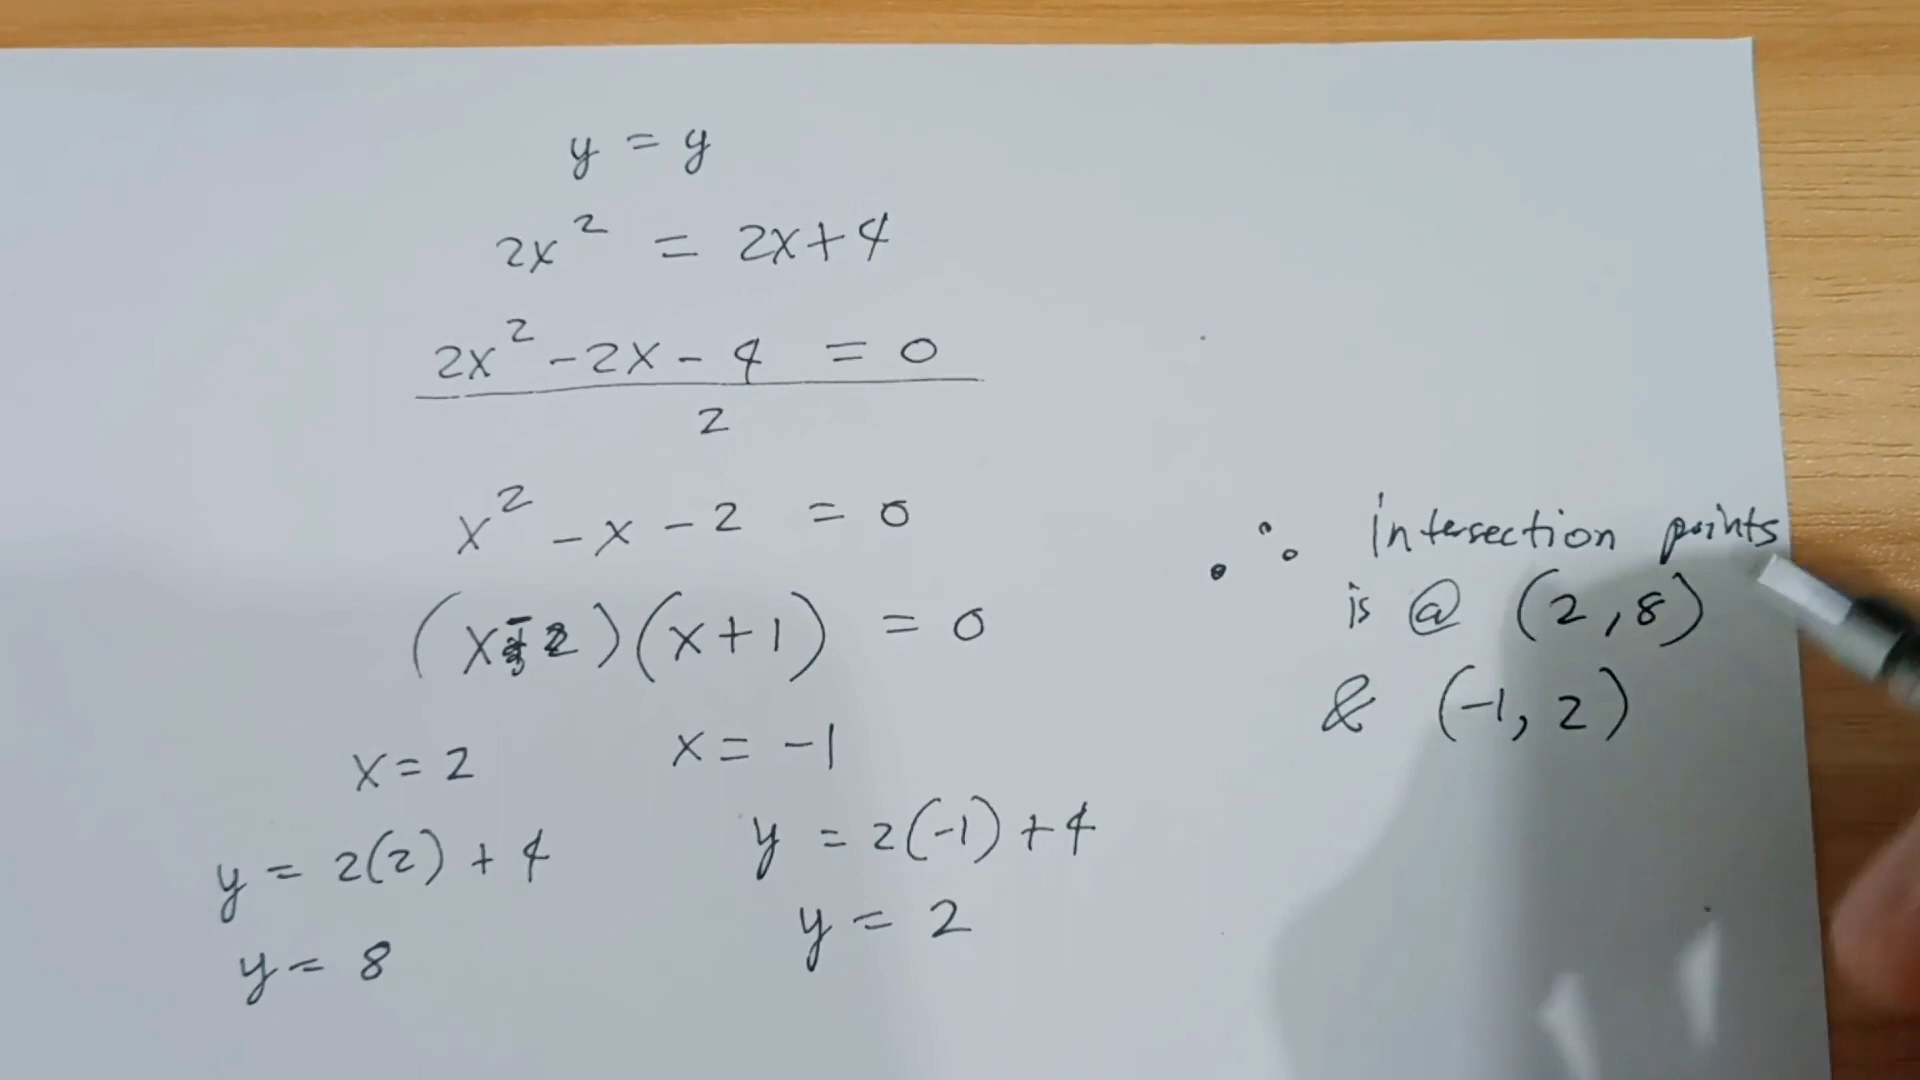 y = y
2x² = 2x+4
2x² - 2x - 4 = 0
2
x² - x - 2 = 0
(x-2)(x+1) = 0
x = 2
x = -1
y = 2(2) + 4
y = 2(-1) + 4
y = 8
y = 2
∴ intersection points
is @ (2,8)
& (-1, 2)